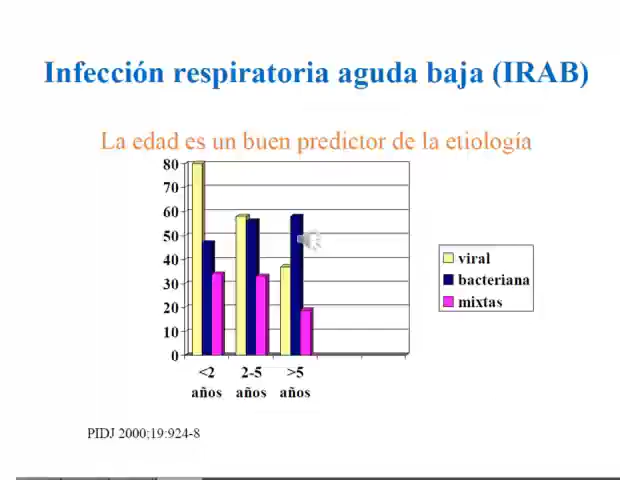 Infección respiratoria aguda baja (IRAB)
La edad es un buen predictor de la etiología
80
70
60
50
40
30
20
10
0
<2 años
2-5 años
>5 años
viral
bacteriana
mixtas
PIDJ 2000;19:924-8